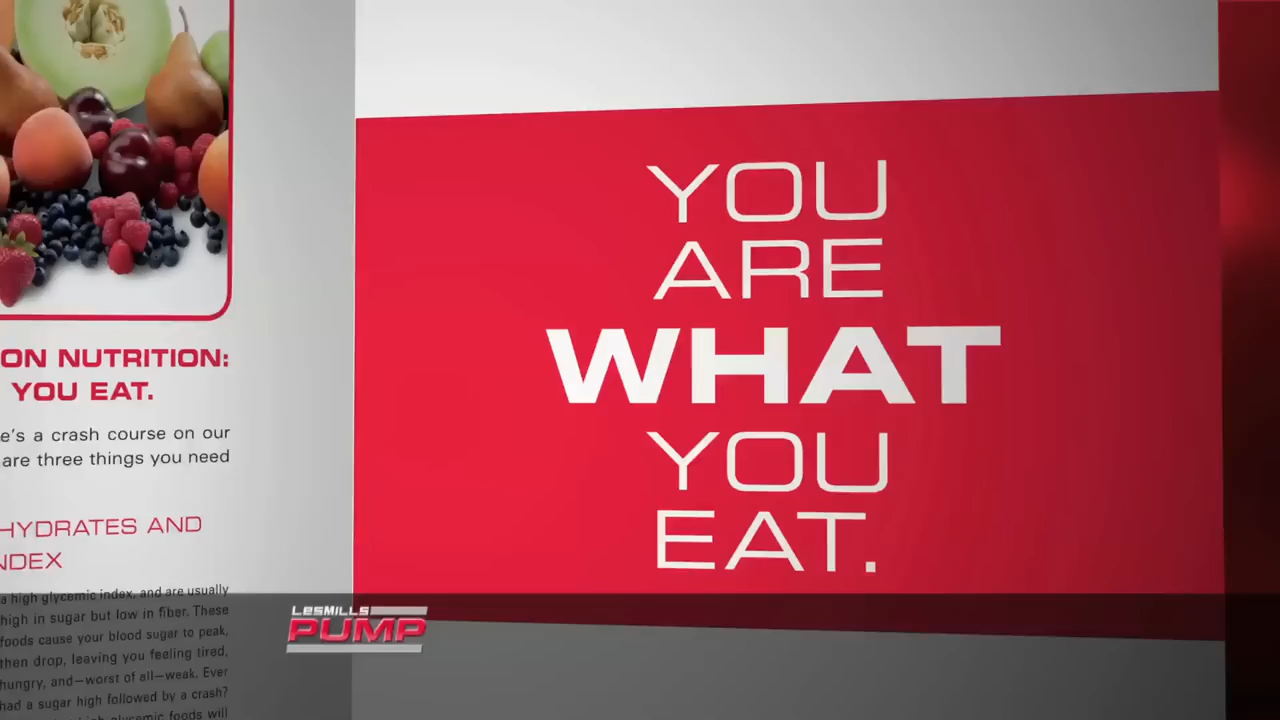 ON NUTRITION:
YOU EAT.
e's a crash course on our
are three things you need
HYDRATES AND
NDEX
a high glycemic index, and are usually
high in sugar but low in fiber. These
foods cause your blood sugar to peak,
then drop, leaving you feeling tired,
hungry, and—worst of all—weak. Ever
had a sugar high followed by a crash?
glycemic foods will
YOU
ARE
WHAT
YOU
EAT.
LESMILLS
PUMP